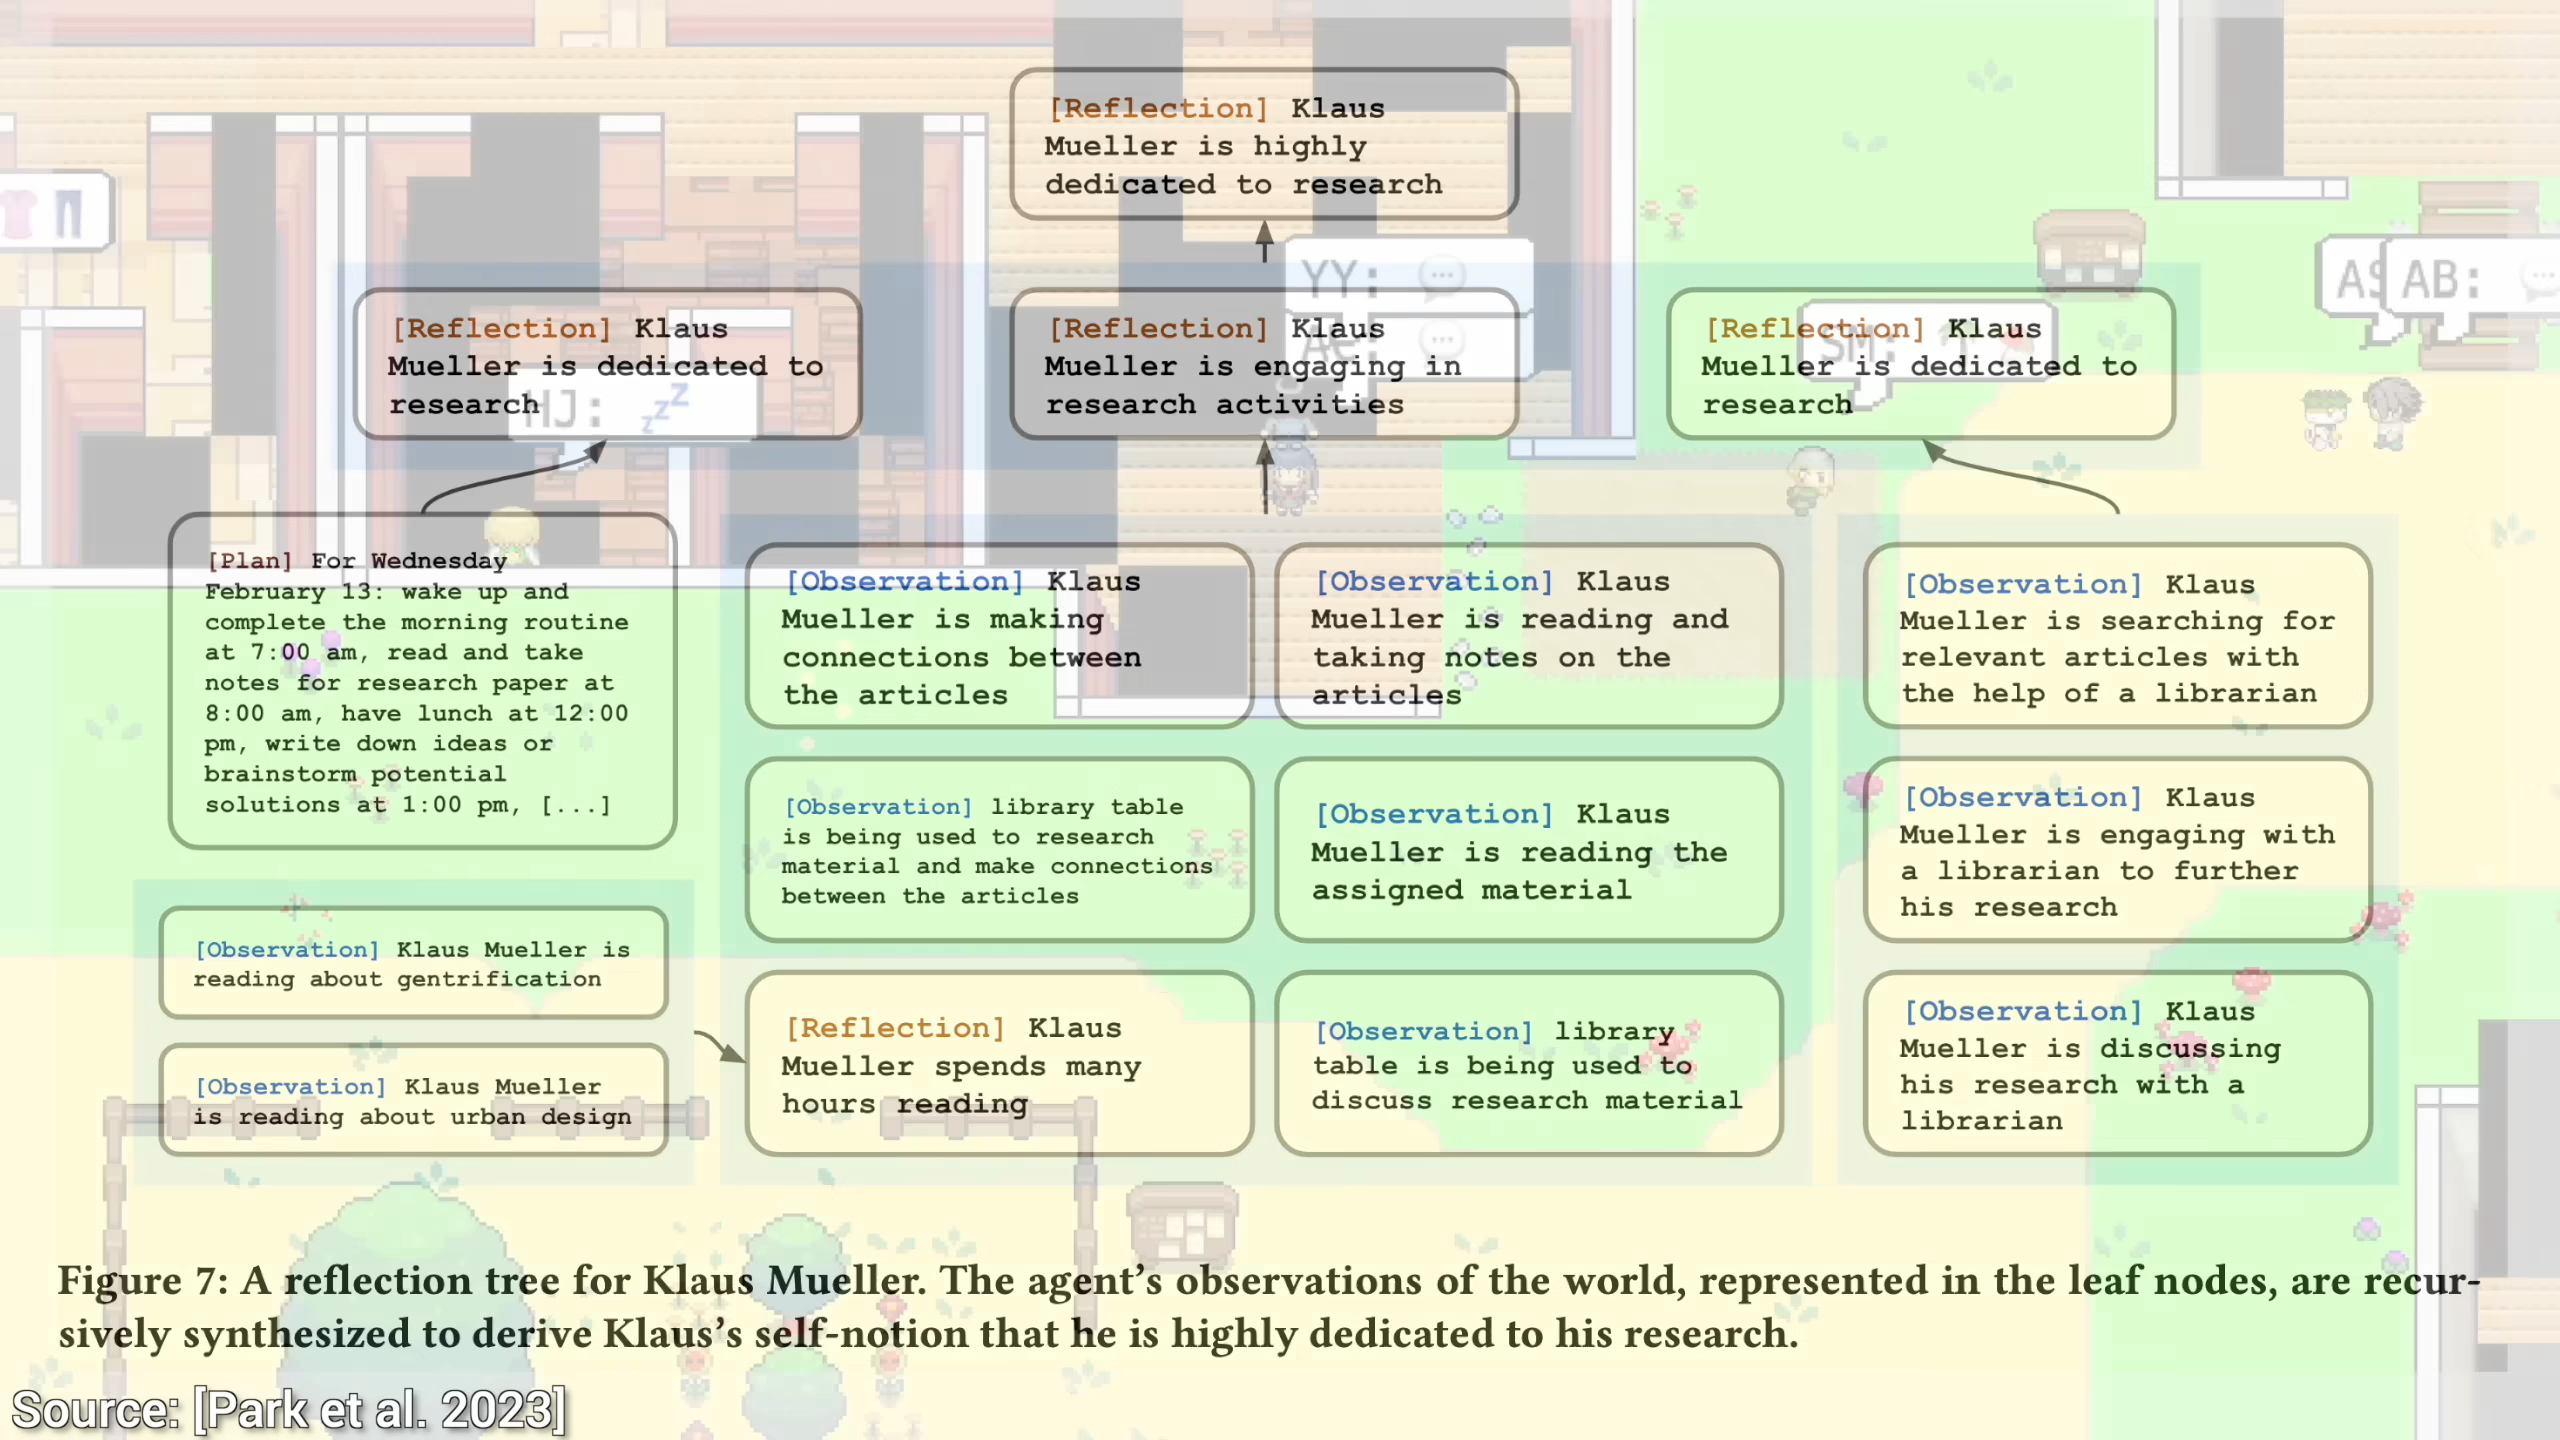 [Reflection] Klaus
Mueller is highly
dedicated to research
YY:
[Reflection] Klaus
Mueller is dedicated to
research
HJ: zzz
[Reflection] Klaus
Mueller is engaging in
research activities
[Reflection] Klaus
Mueller is dedicated to
research
SM:
AS
AB:
[Plan] For Wednesday
February 13: wake up and
complete the morning routine
at 7:00 am, read and take
notes for research paper at
8:00 am, have lunch at 12:00
pm, write down ideas or
brainstorm potential
solutions at 1:00 pm, [...]
[Observation] Klaus
Mueller is making
connections between
the articles
[Observation] Klaus
Mueller is reading and
taking notes on the
articles
[Observation] Klaus
Mueller is searching for
relevant articles with
the help of a librarian
[Observation] library table
is being used to research
material and make connections
between the articles
[Observation] Klaus
Mueller is reading the
assigned material
[Observation] Klaus
Mueller is engaging with
a librarian to further
his research
[Observation] Klaus Mueller is
reading about gentrification
[Observation] Klaus Mueller
is reading about urban design
[Reflection] Klaus
Mueller spends many
hours reading
[Observation] library
table is being used to
discuss research material
[Observation] Klaus
Mueller is discussing
his research with a
librarian
Figure 7: A reflection tree for Klaus Mueller. The agent's observations of the world, represented in the leaf nodes, are recur-
sively synthesized to derive Klaus's self-notion that he is highly dedicated to his research.
Source: [Park et al. 2023]